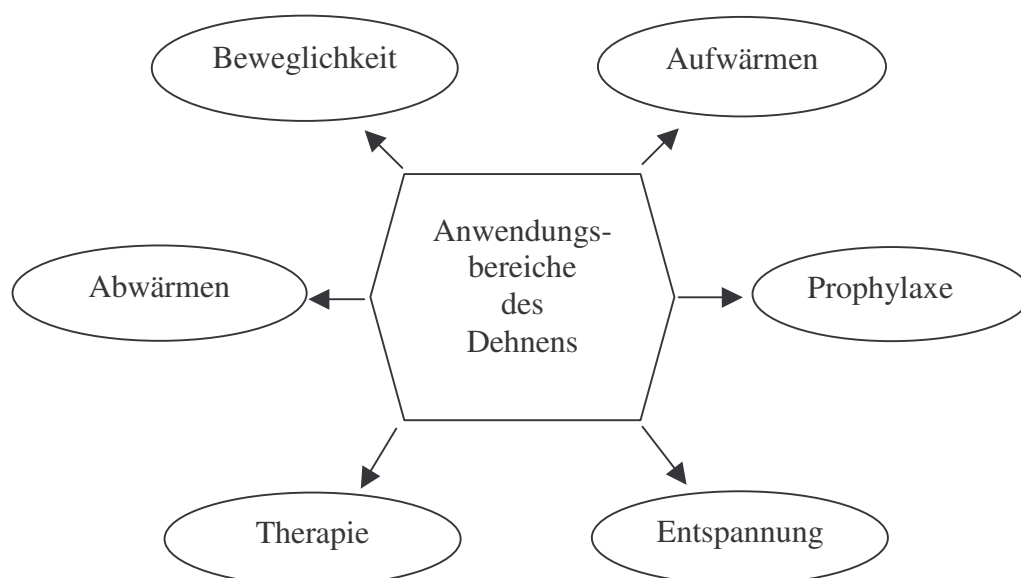 Beweglichkeit
Aufwärmen
Anwendungs-
bereiche
des
Dehnens
Abwärmen
Prophylaxe
Therapie
Entspannung